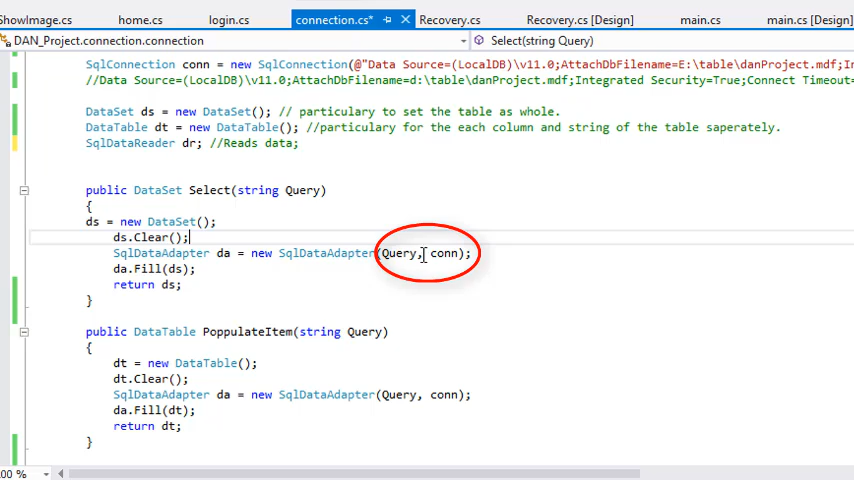 ShowImage.cs home.cs login.cs connection.cs* Recovery.cs Recovery.cs [Design] main.cs main.cs [Design]
DAN_Project.connection.connection Select(string Query)
SqlConnection conn = new SqlConnection(@"Data Source=(LocalDB)\v11.0;AttachDbFilename=E:\table\danProject.mdf;In
//Data Source=(LocalDB)\v11.0;AttachDbFilename=d:\table\danProject.mdf;Integrated Security=True;Connect Timeout=
DataSet ds = new DataSet(); // particulary to set the table as whole.
DataTable dt = new DataTable(); //particulary for the each column and string of the table saperately.
SqlDataReader dr; //Reads data;
public DataSet Select(string Query)
{
ds = new DataSet();
ds.Clear();
SqlDataAdapter da = new SqlDataAdapter(Query, conn);
da.Fill(ds);
return ds;
}
public DataTable PoppulateItem(string Query)
{
dt = new DataTable();
dt.Clear();
SqlDataAdapter da = new SqlDataAdapter(Query, conn);
da.Fill(dt);
return dt;
}
00 %